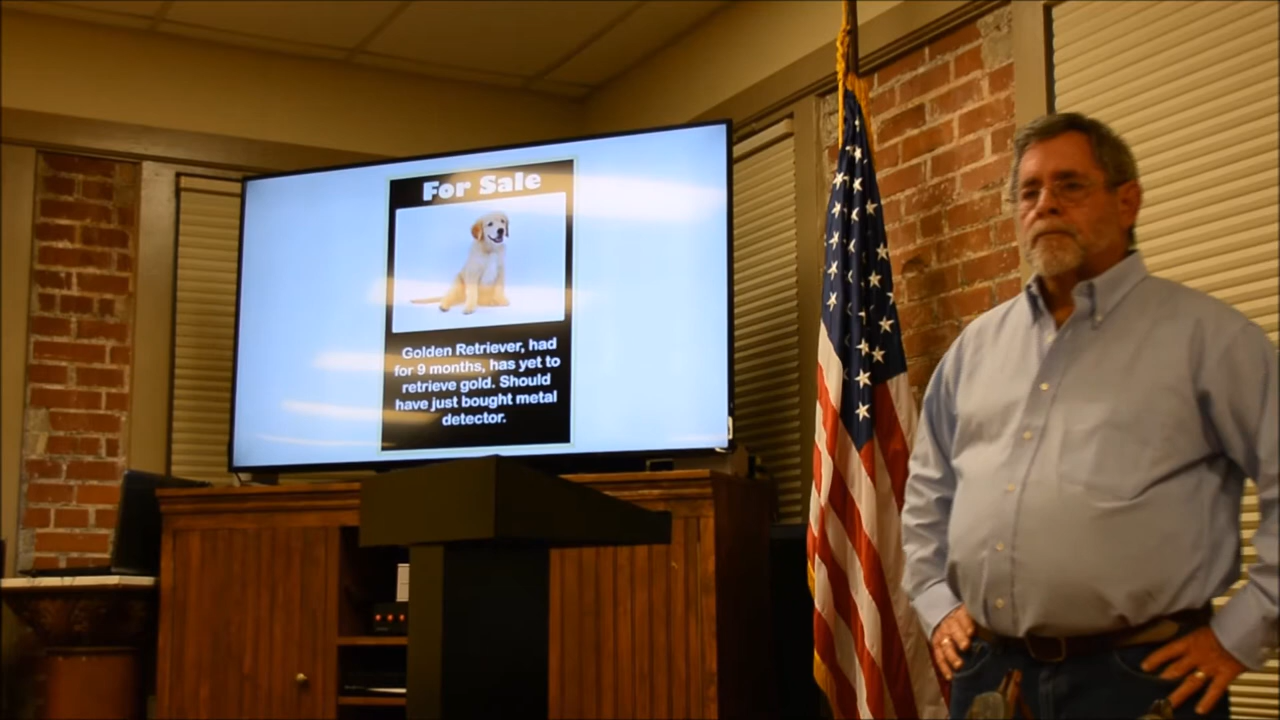 For Sale
Golden Retriever, had
for 9 months, has yet to
retrieve gold. Should
have just bought metal
detector.